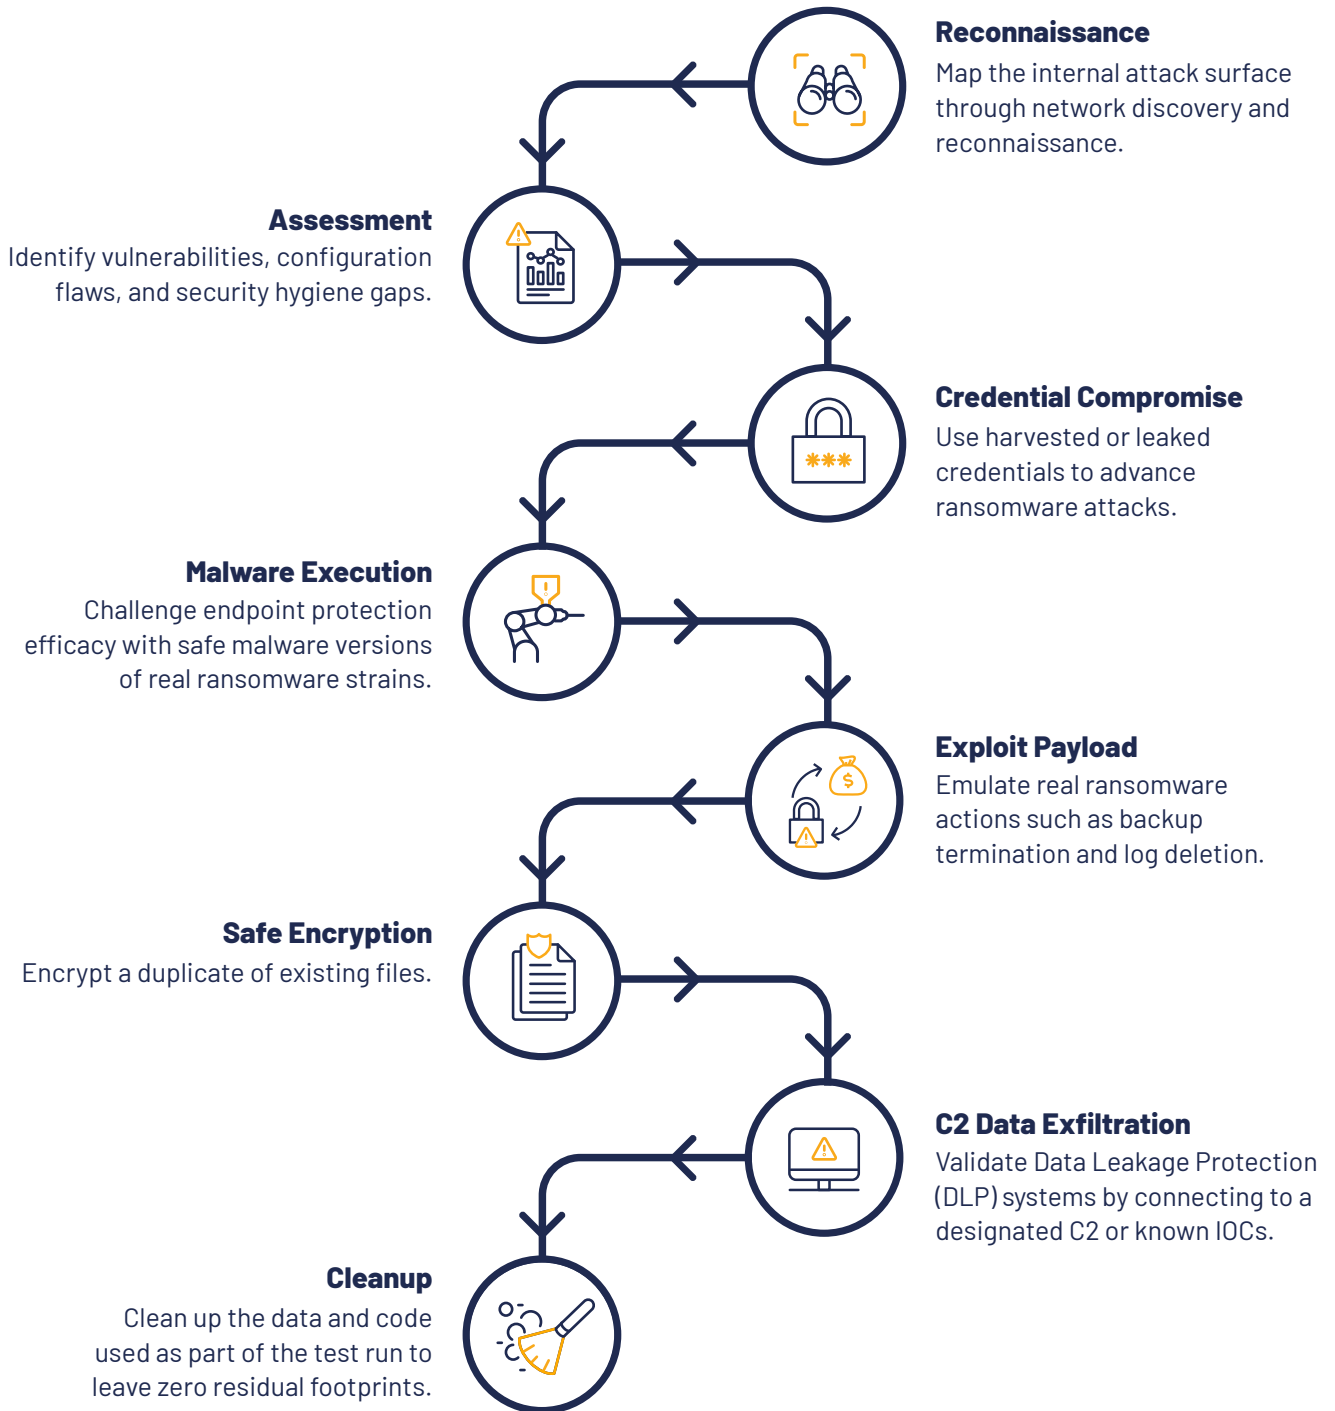 Reconnaissance
Map the internal attack surface
through network discovery and
reconnaissance.
Assessment
Identify vulnerabilities, configuration
flaws, and security hygiene gaps.
Credential Compromise
Use harvested or leaked
credentials to advance
ransomware attacks.
***
Malware Execution
Challenge endpoint protection
efficacy with safe malware versions
of real ransomware strains.
Exploit Payload
Emulate real ransomware
actions such as backup
termination and log deletion.
$
Safe Encryption
Encrypt a duplicate of existing files.
C2 Data Exfiltration
Validate Data Leakage Protection
(DLP) systems by connecting to a
designated C2 or known IOCs.
Cleanup
Clean up the data and code
used as part of the test run to
leave zero residual footprints.